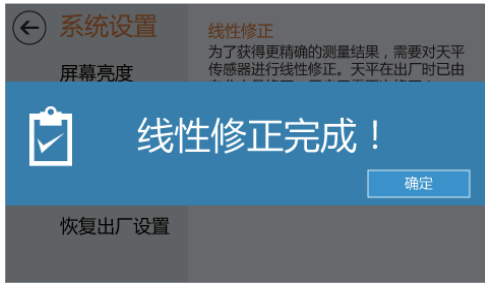 系统设置
线性修正
为了获得更精确的测量结果，需要对天平
屏幕亮度
传感器进行线性修正。天平在出厂时已由
线性修正完成！
确定
恢复出厂设置